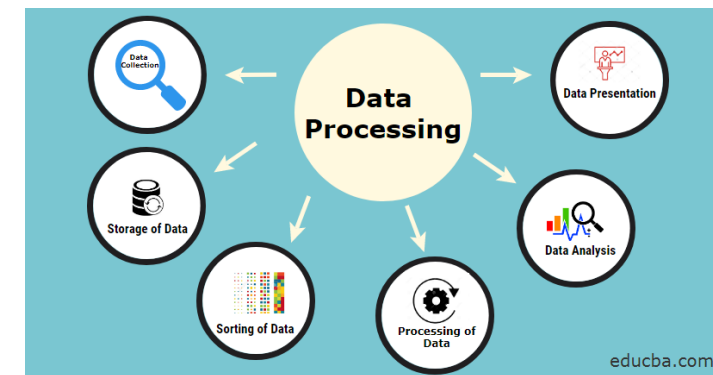 Data
Processing
Data
Collection
Storage of Data
Sorting of Data
Processing of
Data
Data Analysis
Data Presentation
educba.com